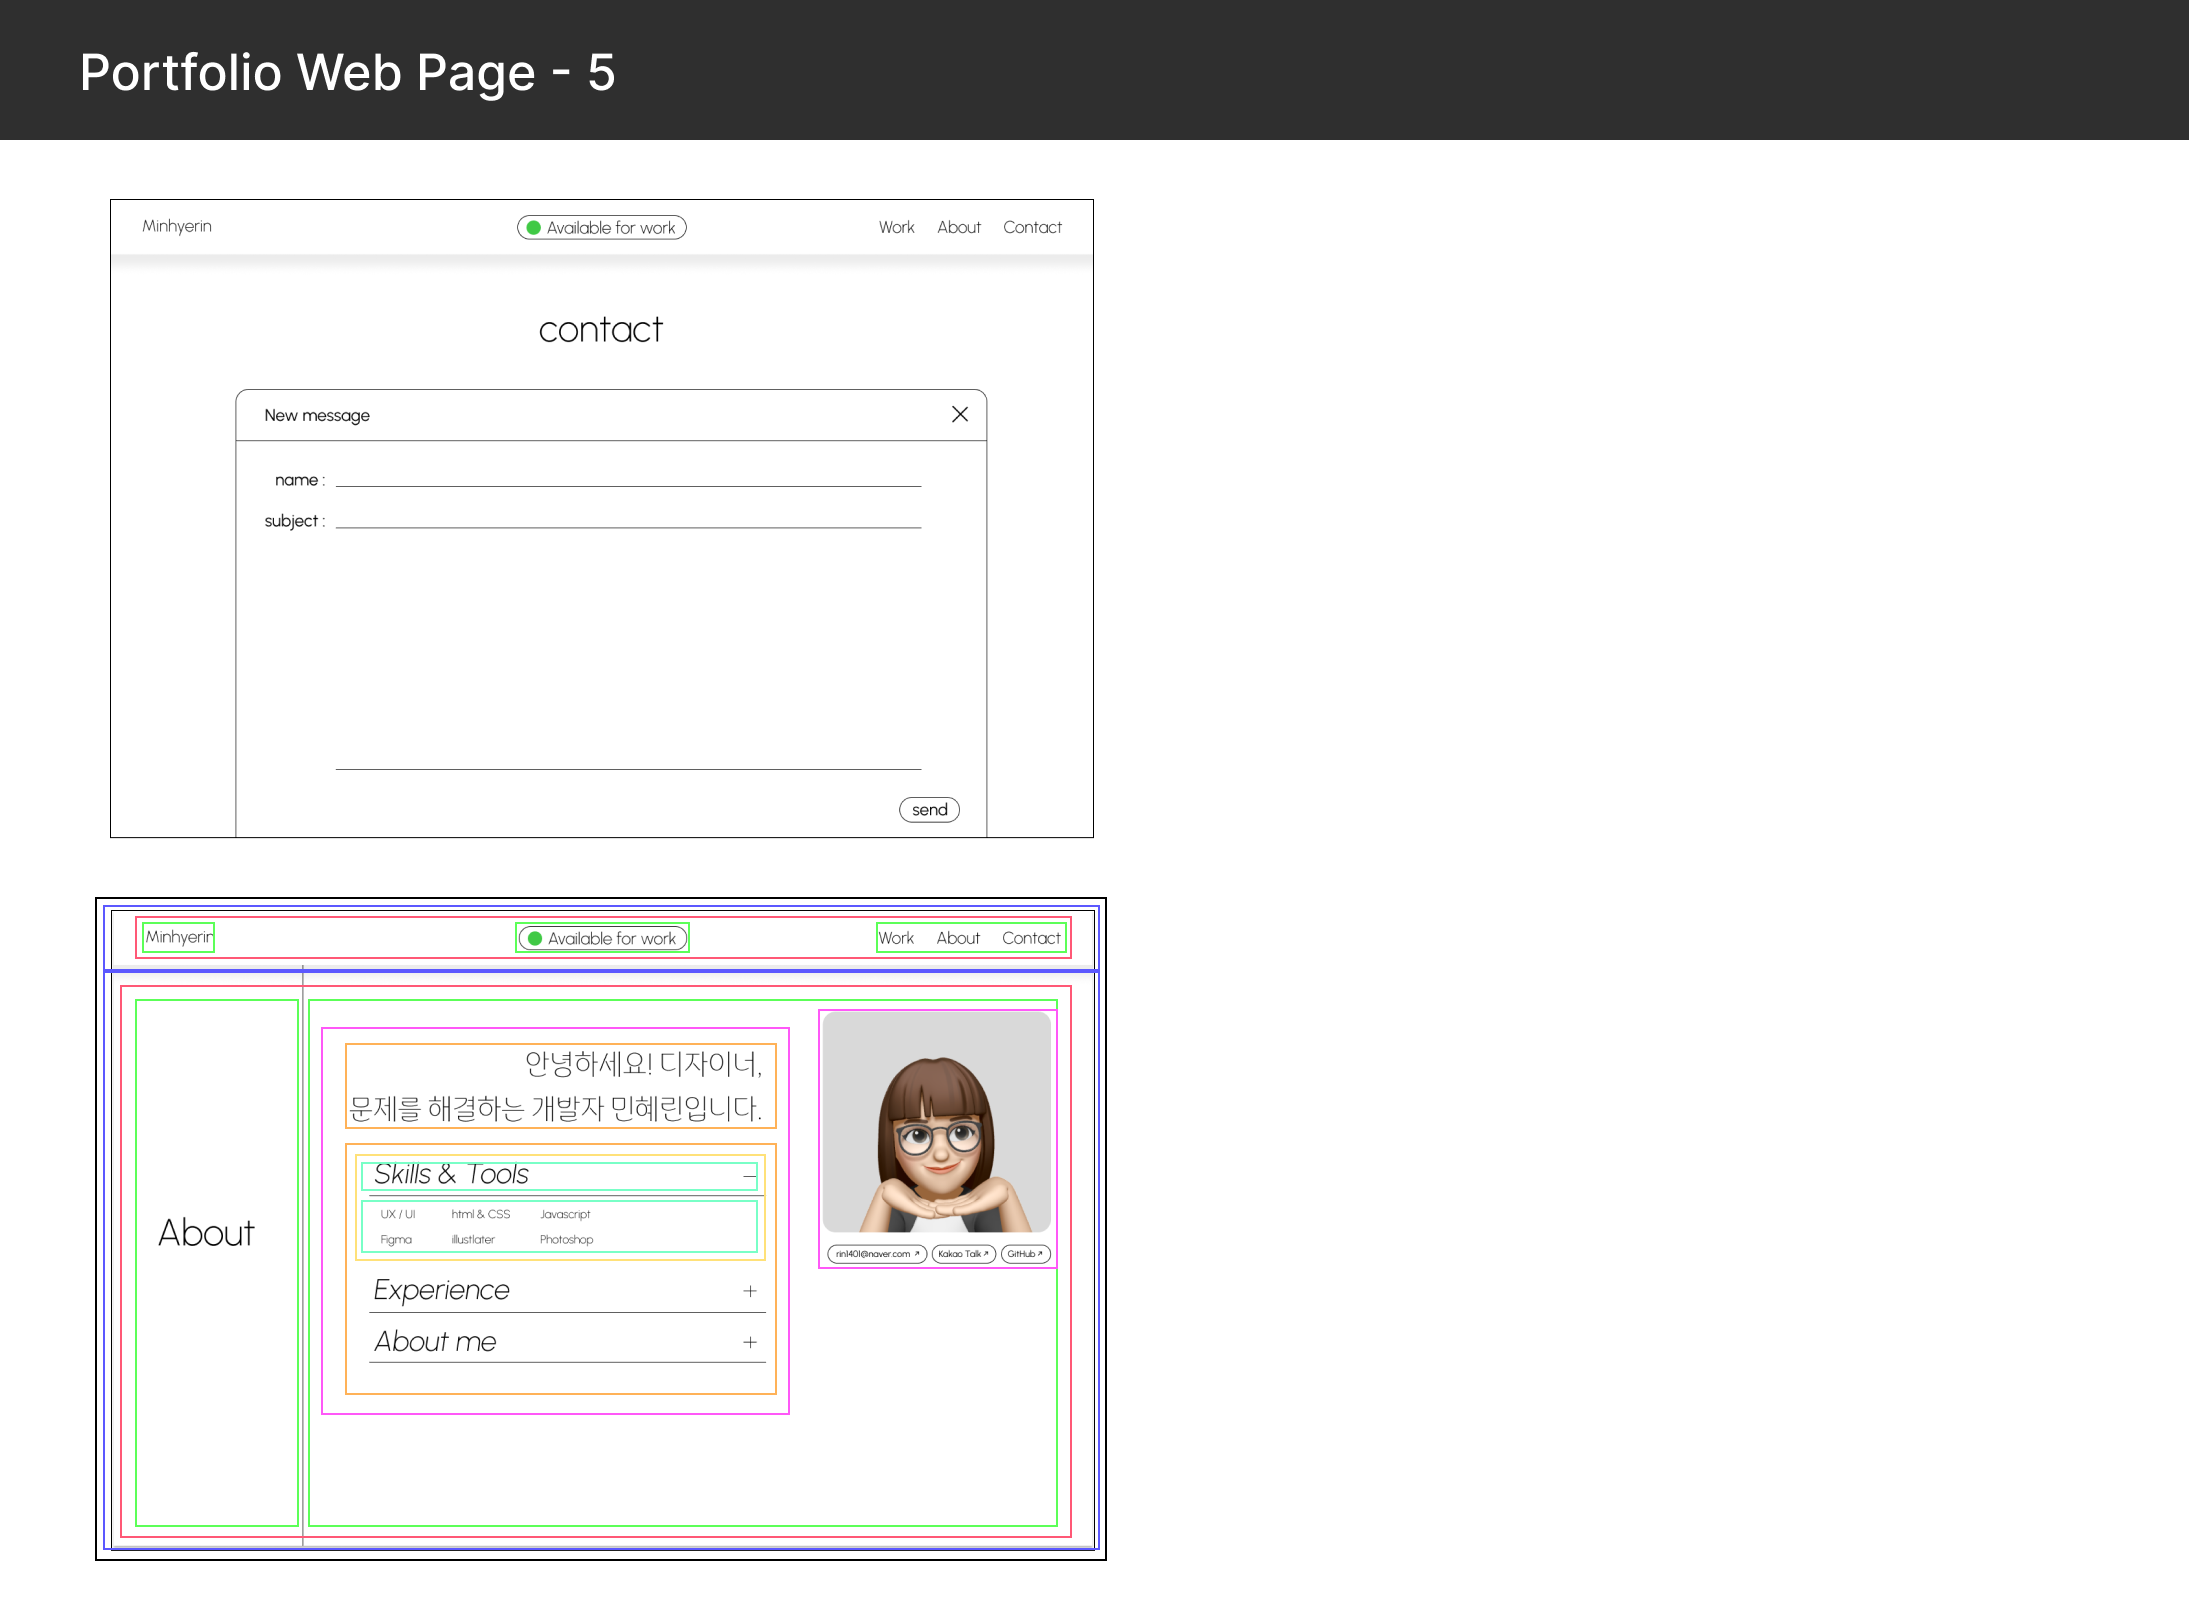 Portfolio Web Page - 5
Minhyerin
Available for work
Work About Contact
contact
New message
name :
subject :
send
Minhyerin
Available for work
Work About Contact
About
안녕하세요! 디자이너,
문제를 해결하는 개발자 민혜린입니다.
Skills & Tools
UX / UI html & CSS Javascript
Figma illustlater Photoshop
Experience
About me
rin1401@naver.com ↗ Kakao Talk ↗ GitHub ↗